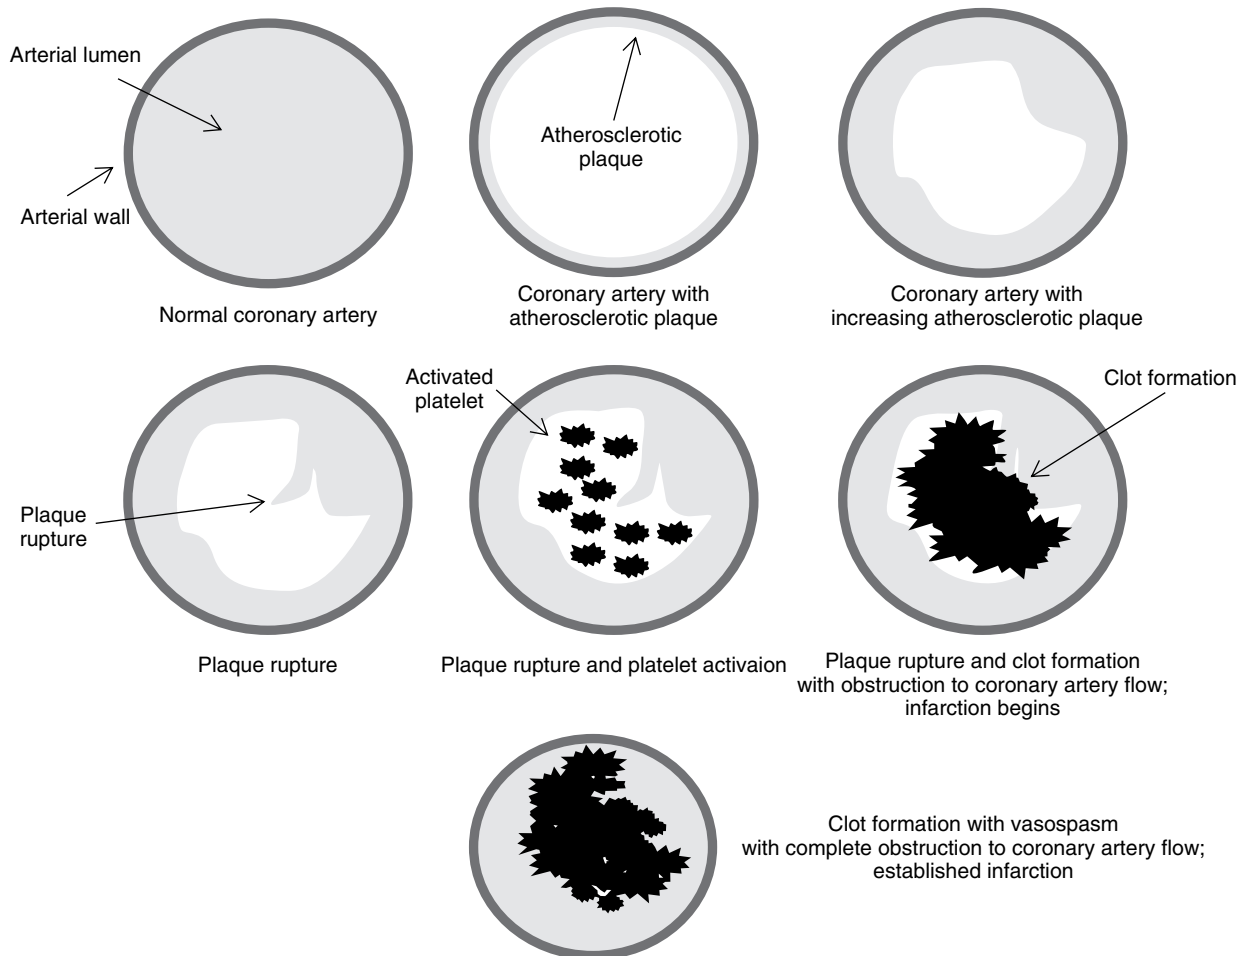 Arterial lumen
Arterial wall
Normal coronary artery
Atherosclerotic
plaque
Coronary artery with
atherosclerotic plaque
Coronary artery with
increasing atherosclerotic plaque
Plaque
rupture
Plaque rupture
Activated
platelet
Plaque rupture and platelet activaion
Clot formation
Plaque rupture and clot formation
with obstruction to coronary artery flow;
infarction begins
Clot formation with vasospasm
with complete obstruction to coronary artery flow;
established infarction